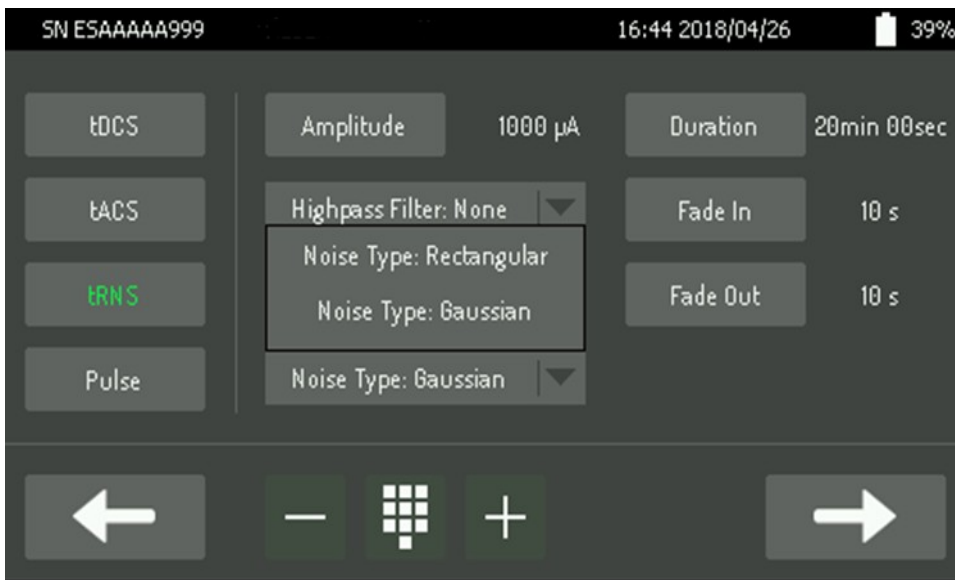 SN ESAAAAA999
16:44 2018/04/26
39%
tDCS
Amplitude
1000 µA
Duration
20min 00sec
tACS
Highpass Filter: None
Fade In
10 s
Noise Type: Rectangular
tRNS
Noise Type: Gaussian
Fade Out
10 s
Pulse
Noise Type: Gaussian